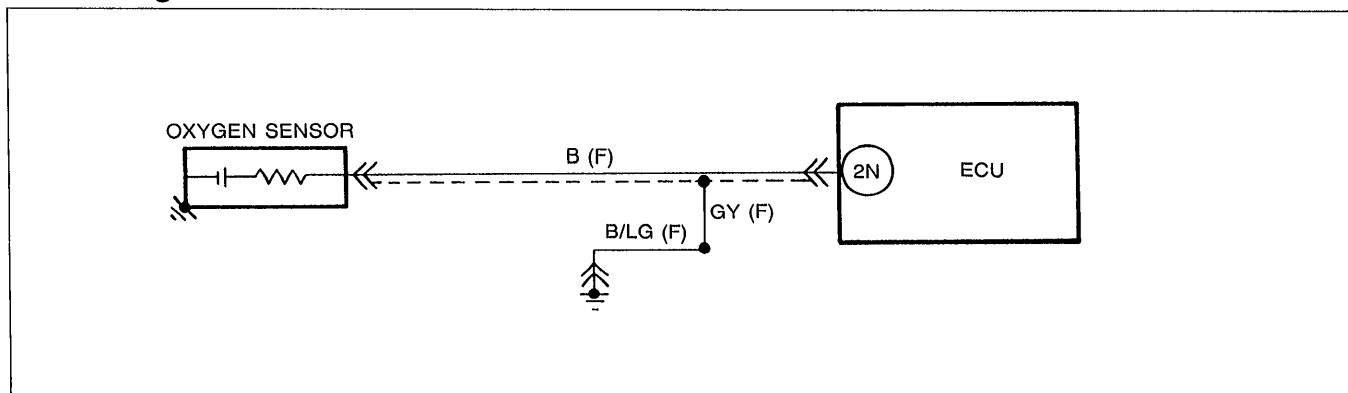 OXYGEN SENSOR
B (F)
2N
ECU
GY (F)
B/LG (F)